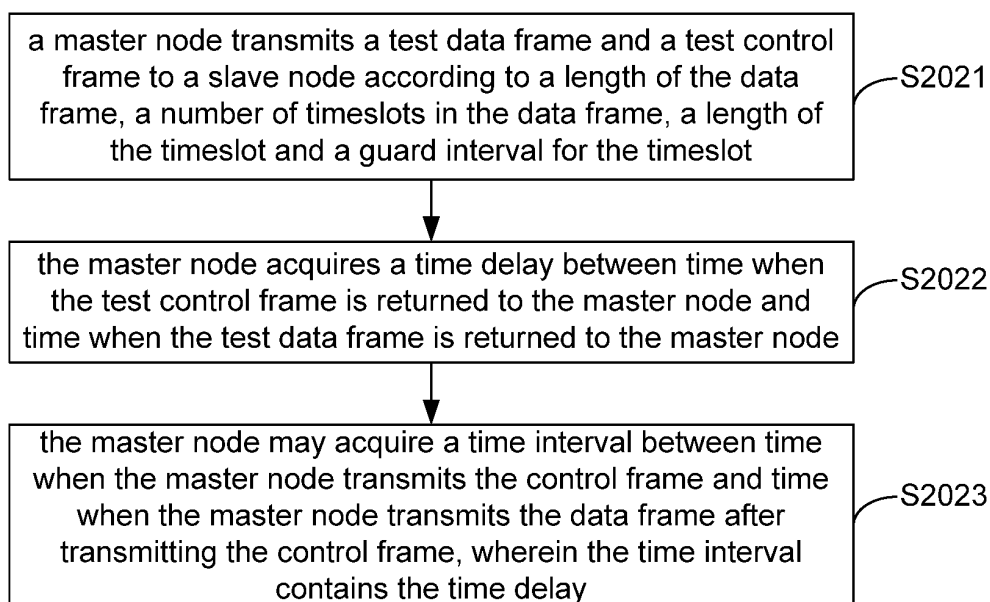 a master node transmits a test data frame and a test control
frame to a slave node according to a length of the data
frame, a number of timeslots in the data frame, a length of
the timeslot and a guard interval for the timeslot
S2021
the master node acquires a time delay between time when
the test control frame is returned to the master node and
time when the test data frame is returned to the master node
S2022
the master node may acquire a time interval between time
when the master node transmits the control frame and time
when the master node transmits the data frame after
transmitting the control frame, wherein the time interval
contains the time delay
S2023